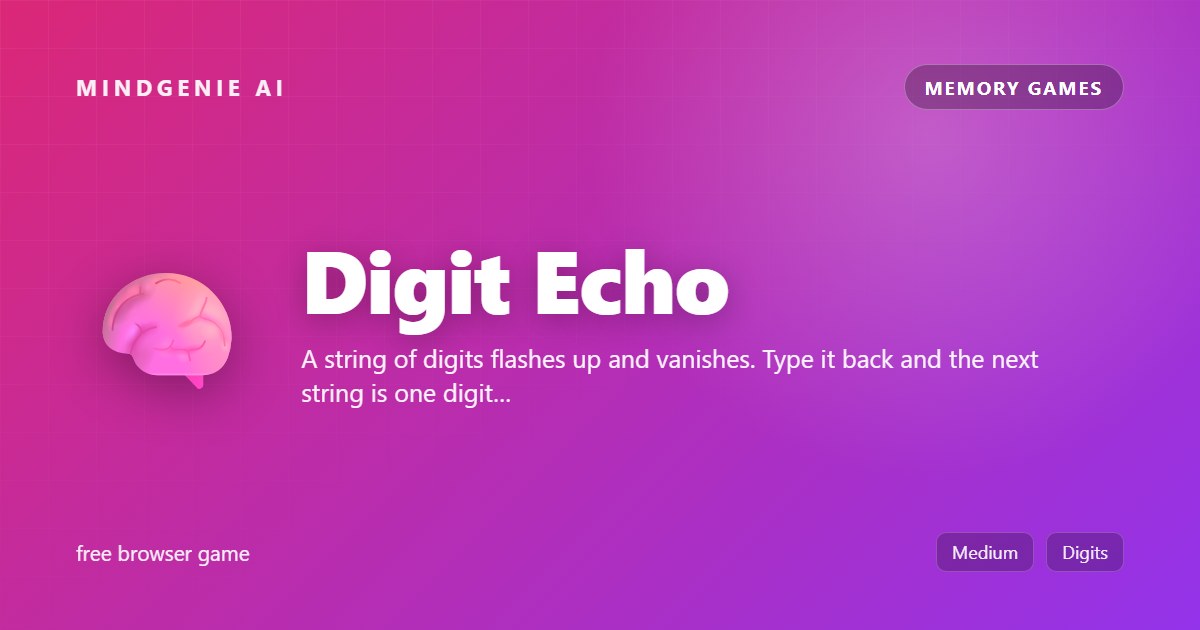 MINDGENIE AI
MEMORY GAMES
Digit Echo
A string of digits flashes up and vanishes. Type it back and the next
string is one digit...
free browser game
Medium
Digits